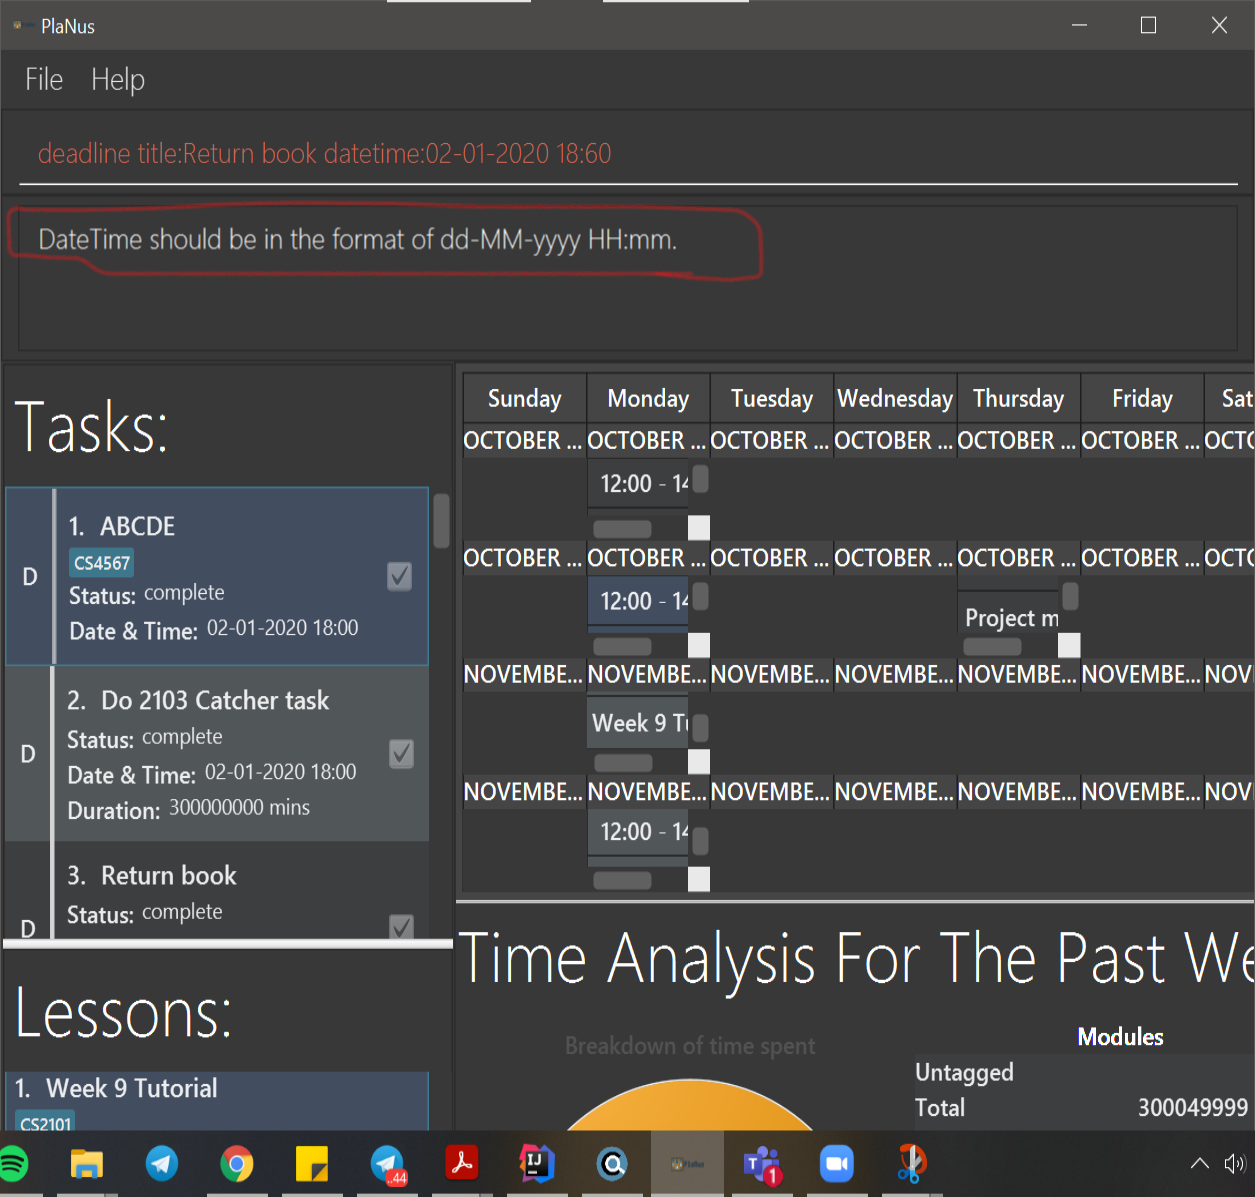 PlaNus
File Help
deadline title:Return book datetime:02-01-2020 18:60
DateTime should be in the format of dd-MM-yyyy HH:mm.
Tasks:
1. ABCDE
CS4567
D
Status: complete
Date & Time: 02-01-2020 18:00
2. Do 2103 Catcher task
Status: complete
D
Date & Time: 02-01-2020 18:00
Duration: 300000000 mins
3. Return book
Status: complete
D
Lessons:
1. Week 9 Tutorial
CS2101
Sunday Monday Tuesday Wednesday Thursday Friday Sat
OCTOBER ... OCTOBER ... OCTOBER ... OCTOBER ... OCTOBER ... OCTOBER ... OCTO
12:00 - 14
OCTOBER ... OCTOBER ... OCTOBER ... OCTOBER ... OCTOBER ... OCTOBER ... OCTO
12:00 - 14
Project m
NOVEMBE... NOVEMBE... NOVEMBE... NOVEMBE... NOVEMBE... NOVEMBE... NOVI
Week 9 Tu
NOVEMBE... NOVEMBE... NOVEMBE... NOVEMBE... NOVEMBE... NOVEMBE... NOVI
12:00 - 14
Time Analysis For The Past We
Breakdown of time spent
Modules
Untagged
Total 300049999
..44
IJ
PlaNus
T
1